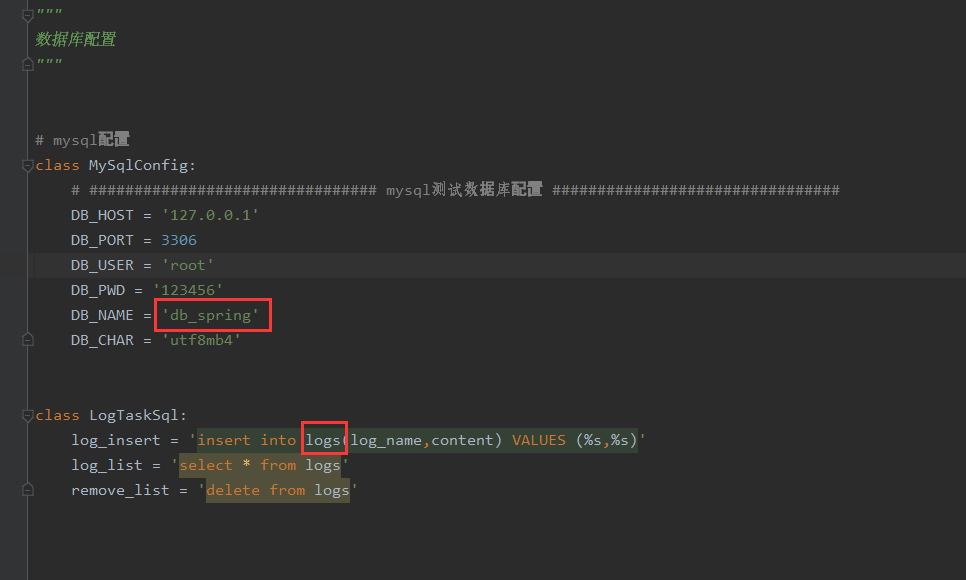 """
数据库配置
"""
# mysql配置
class MySqlConfig:
# ################################ mysql测试数据库配置 ################################
DB_HOST = '127.0.0.1'
DB_PORT = 3306
DB_USER = 'root'
DB_PWD = '123456'
DB_NAME = 'db_spring'
DB_CHAR = 'utf8mb4'
class LogTaskSql:
log_insert = 'insert into logs(log_name,content) VALUES (%s,%s)'
log_list = 'select * from logs'
remove_list = 'delete from logs'